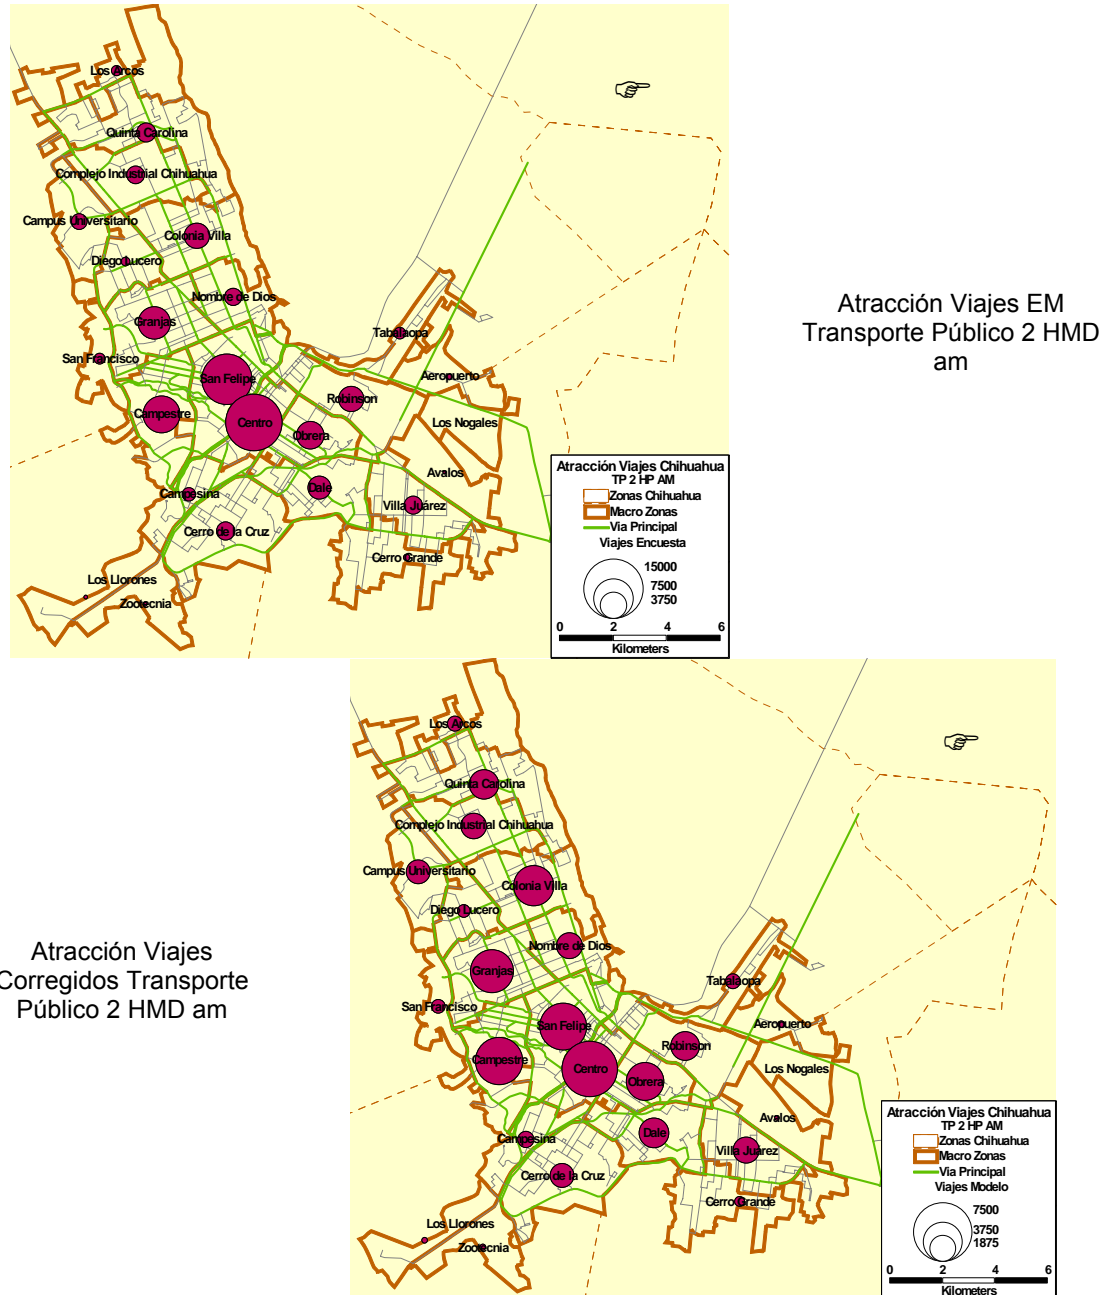 Los Arcos
Quinta Carolina
Complejo Industrial Chihuahua
Campus Universitario
Colonia Villa
Diego Lucero
Nombre de Dios
Granjas
Tabalaopa
San Francisco
San Felipe
Aeropuerto
Robinson
Campestre
Centro
Los Nogales
Obrera
Avalos
Dale
Campesina
Villa Juárez
Cerro de la Cruz
Cerro Grande
Los Llorones
Zootecnia
Atracción Viajes Chihuahua
TP 2 HP AM
Zonas Chihuahua
Macro Zonas
Via Principal
Viajes Encuesta
15000
7500
3750
0 2 4 6
Kilometers
Atracción Viajes EM
Transporte Público 2 HMD
am
Atracción Viajes
Corregidos Transporte
Público 2 HMD am
Los Arcos
Quinta Carolina
Complejo Industrial Chihuahua
Campus Universitario
Colonia Villa
Diego Lucero
Nombre de Dios
Granjas
Tabalaopa
San Francisco
San Felipe
Aeropuerto
Robinson
Campestre
Centro
Los Nogales
Obrera
Avalos
Dale
Campesina
Villa Juárez
Cerro de la Cruz
Cerro Grande
Los Llorones
Zootecnia
Atracción Viajes Chihuahua
TP 2 HP AM
Zonas Chihuahua
Macro Zonas
Via Principal
Viajes Modelo
7500
3750
1875
0 2 4 6
Kilometers